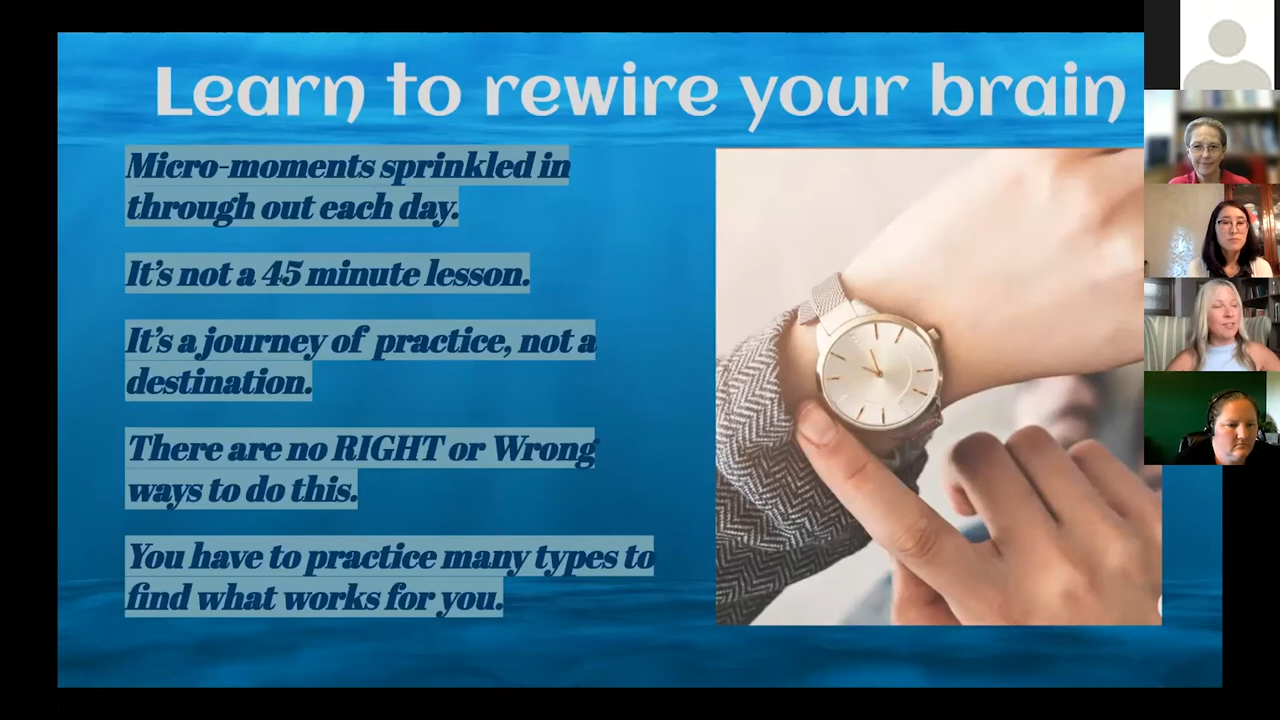 Learn to rewire your brain
Micro-moments sprinkled in
through out each day.
It's not a 45 minute lesson.
It's a journey of practice, not a
destination.
There are no RIGHT or Wrong
ways to do this.
You have to practice many types to
find what works for you.